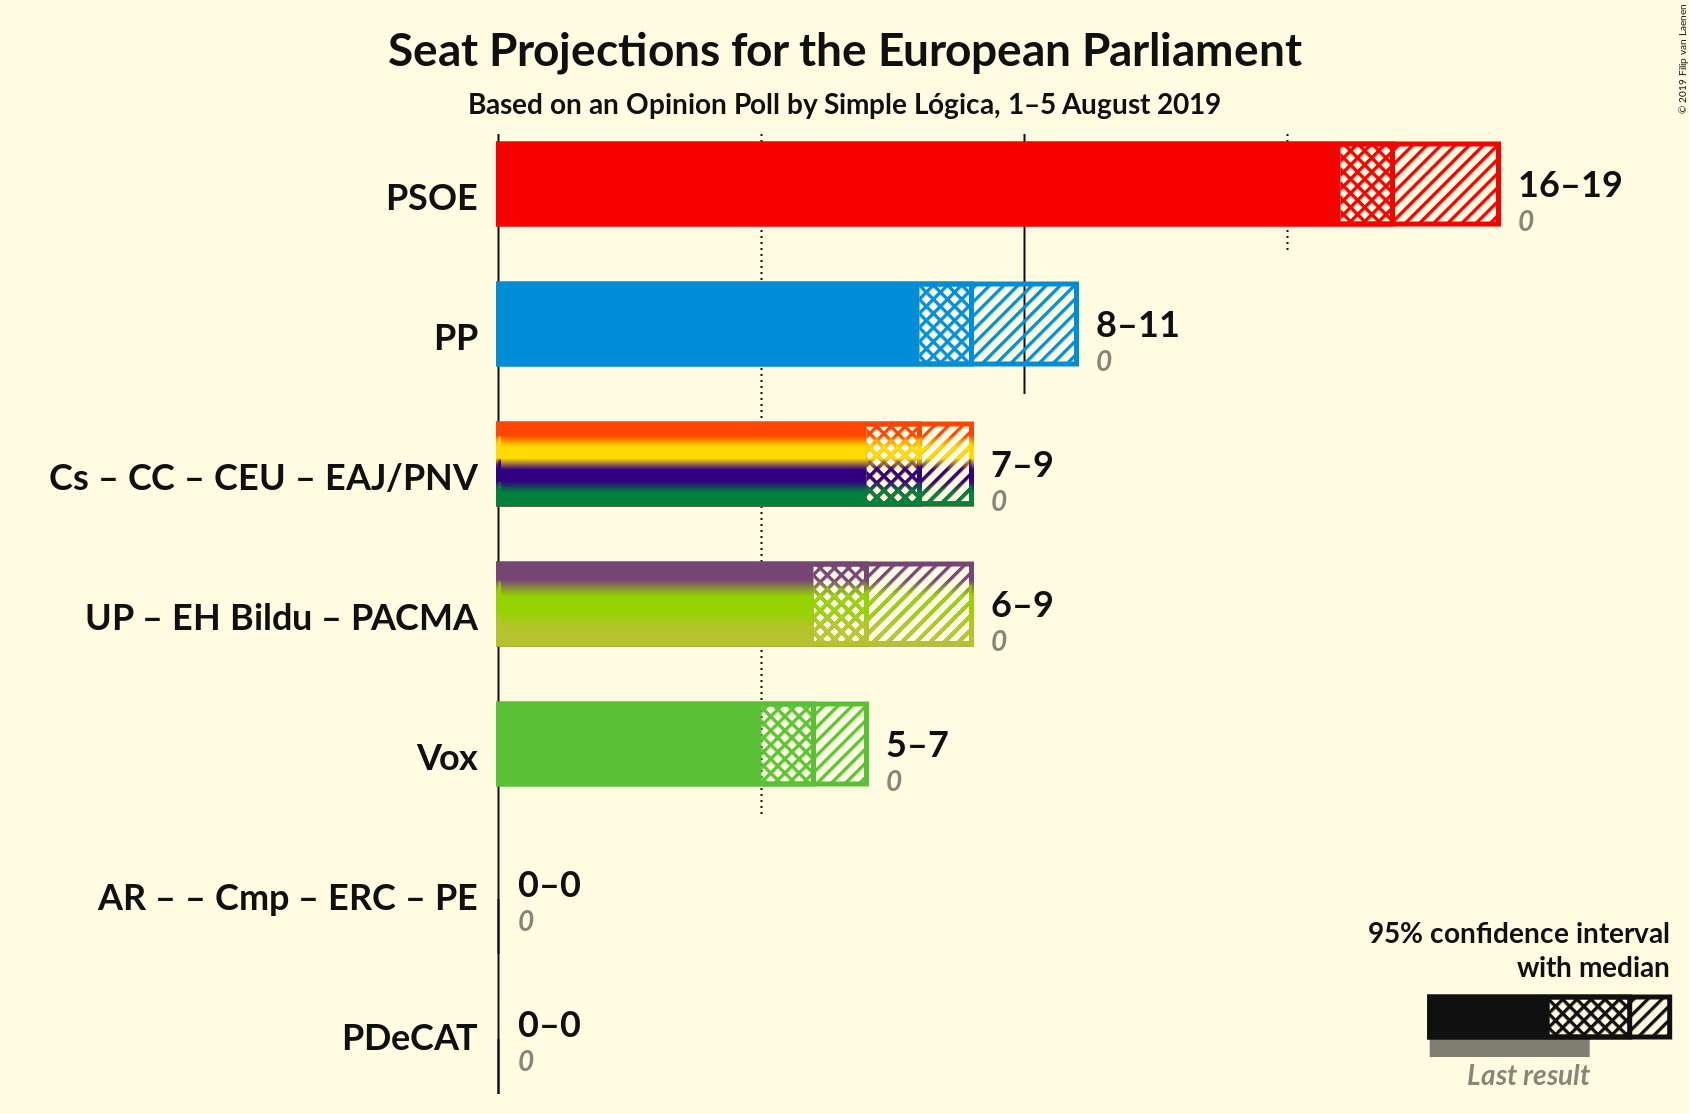 Seat Projections for the European Parliament
Based on an Opinion Poll by Simple Lógica, 1–5 August 2019
© 2019 Filip van Laenen
PSOE
16–19
0
PP
8–11
0
Cs – CC – CEU – EAJ/PNV
7–9
0
UP – EH Bildu – PACMA
6–9
0
Vox
5–7
0
AR – – Cmp – ERC – PE
0–0
0
PDeCAT
0–0
0
95% confidence interval
with median
Last result